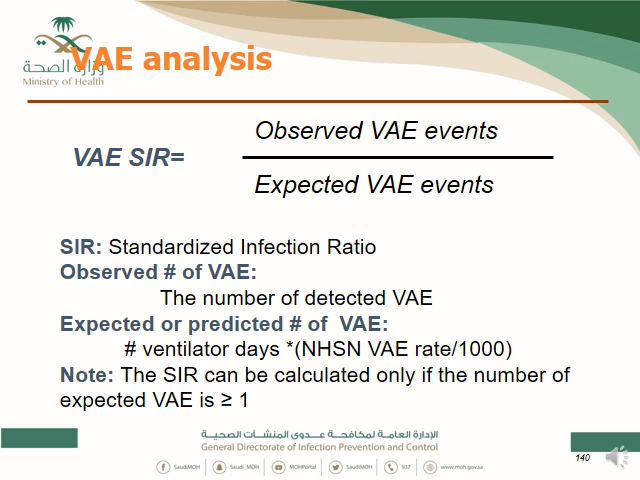 VAE analysis
وزارة الصحة
Ministry of Health
VAE SIR=
Observed VAE events
Expected VAE events
SIR: Standardized Infection Ratio
Observed # of VAE:
The number of detected VAE
Expected or predicted # of VAE:
# ventilator days *(NHSN VAE rate/1000)
Note: The SIR can be calculated only if the number of
expected VAE is ≥ 1
الإدارة العامة لمكافحة عدوى المنشآت الصحية
General Directorate of Infection Prevention and Control
SaudiMOH Saudi_MOH MOHPortal SaudiMOH 937 www.moh.gov.sa
140